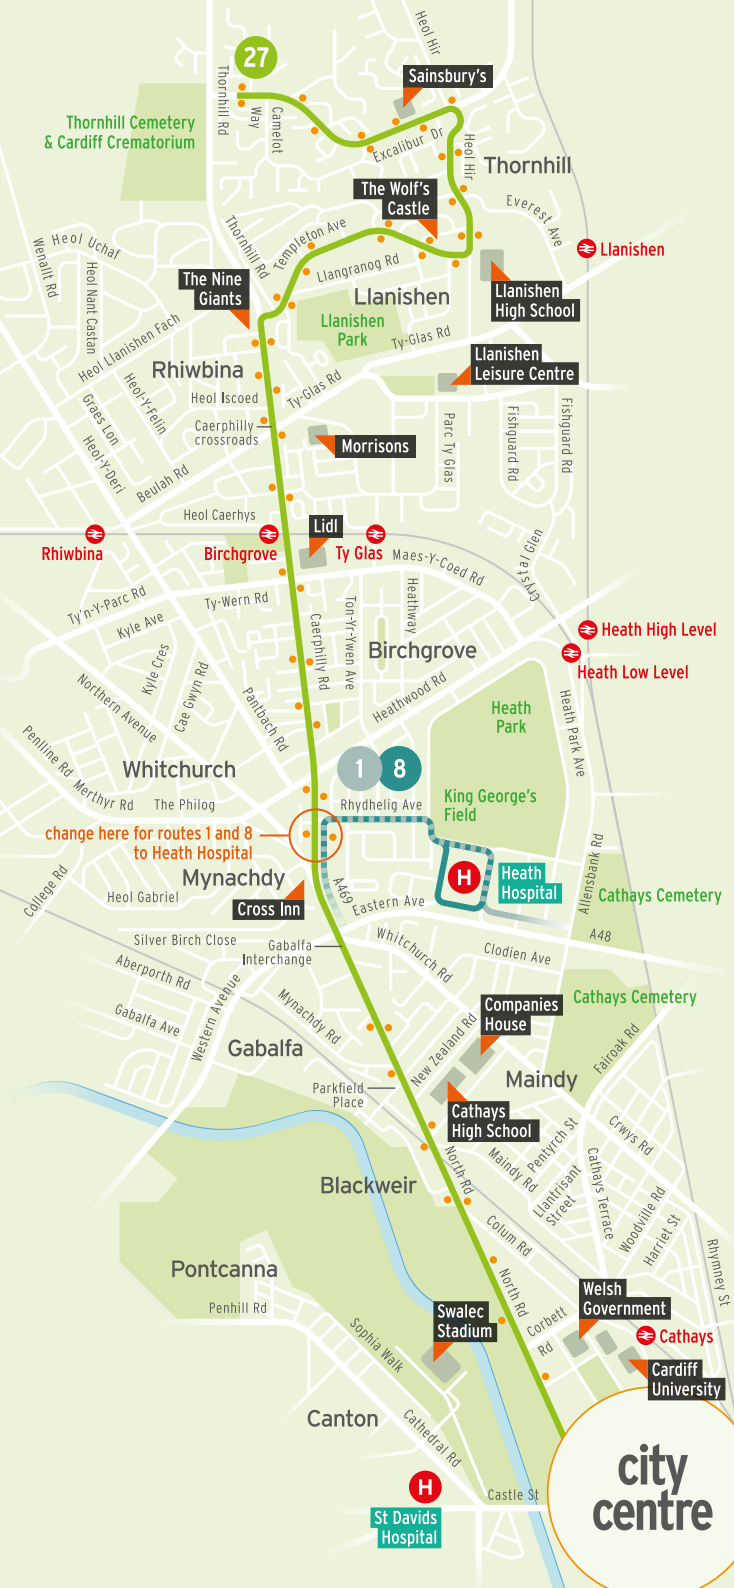 Heol Hir
27
Sainsbury's
Thornhill Rd
Way
Camelot
Thornhill Cemetery
& Cardiff Crematorium
Excalibur Dr
Heol Hir
Thornhill
The Wolf's
Castle
Everest Ave
Thornhill Rd
Templeton Ave
Heol Uchaf
Wenallt Rd
Llanishen
Llangranog Rd
Heol Nant Castan
The Nine
Giants
Llanishen
Llanishen
High School
Llanishen
Park
Heol Llanishen Fach
Ty-Glas Rd
Llanishen
Leisure Centre
Rhiwbina
Heol-Y-Felin
Ty-Glas Rd
Heol Iscoed
Graes Lon
Caerphilly
crossroads
Parc Ty Glas
Fishguard Rd
Fishguard Rd
Morrisons
Heol-Y-Deri
Beulah Rd
Heol Caerhys
Lidl
Rhiwbina
Birchgrove
Ty Glas
Maes-Y-Coed Rd
Crystal Glen
Ty'n-Y-Parc Rd
Ty-Wern Rd
Heathway
Ton-Yr-Ywen Ave
Caerphilly Rd
Kyle Ave
Heath High Level
Birchgrove
Heath Low Level
Kyle Cres
Cae Gwyn Rd
Northern Avenue
Pantbach Rd
Heathwood Rd
Heath
Park
Heath Park Ave
Penlline Rd
Whitchurch
1
8
Merthyr Rd
The Philog
Rhydhelig Ave
King George's
Field
change here for routes 1 and 8
to Heath Hospital
Mynachdy
H
Heath
Hospital
Allensbank Rd
College Rd
Heol Gabriel
A469
Cathays Cemetery
Cross Inn
Eastern Ave
Silver Birch Close
Gabalfa
Interchange
Whitchurch Rd
A48
Clodien Ave
Aberporth Rd
Western Avenue
Mynachdy Rd
Cathays Cemetery
Companies
House
Gabalfa Ave
Gabalfa
New Zealand Rd
Fairoak Rd
Maindy
Parkfield
Place
Cathays
High School
Crwys Rd
Pentyrch St
Maindy Rd
North Rd
Cathays Terrace
Llantrisant
Street
Blackweir
Woodville Rd
Harriet St
Colum Rd
Rhymney St
Pontcanna
North Rd
Penhill Rd
Welsh
Government
Swalec
Stadium
Corbett
Rd
Sophia Walk
Cathays
Cardiff
University
Canton
Cathedral Rd
city
centre
H
Castle St
St Davids
Hospital